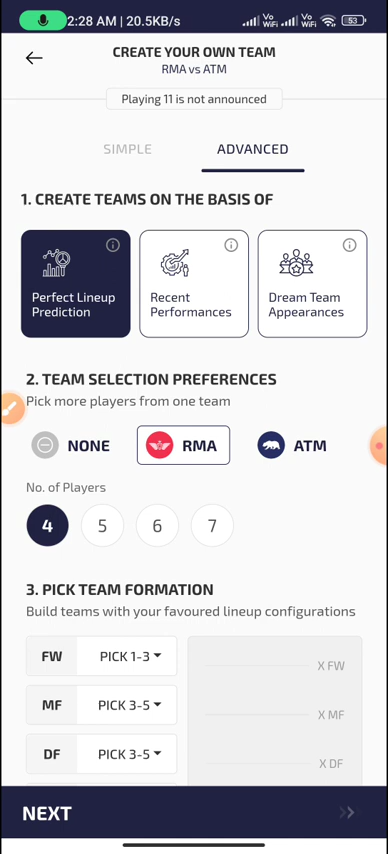 2:28 AM | 20.5KB/s
Vo WiFi
Vo WiFi
53
CREATE YOUR OWN TEAM
RMA vs ATM
Playing 11 is not announced
SIMPLE
ADVANCED
1. CREATE TEAMS ON THE BASIS OF
Perfect Lineup
Prediction
Recent
Performances
Dream Team
Appearances
2. TEAM SELECTION PREFERENCES
Pick more players from one team
NONE
RMA
ATM
No. of Players
4
5
6
7
3. PICK TEAM FORMATION
Build teams with your favoured lineup configurations
FW PICK 1-3
X FW
MF PICK 3-5
X MF
DF PICK 3-5
X DF
NEXT